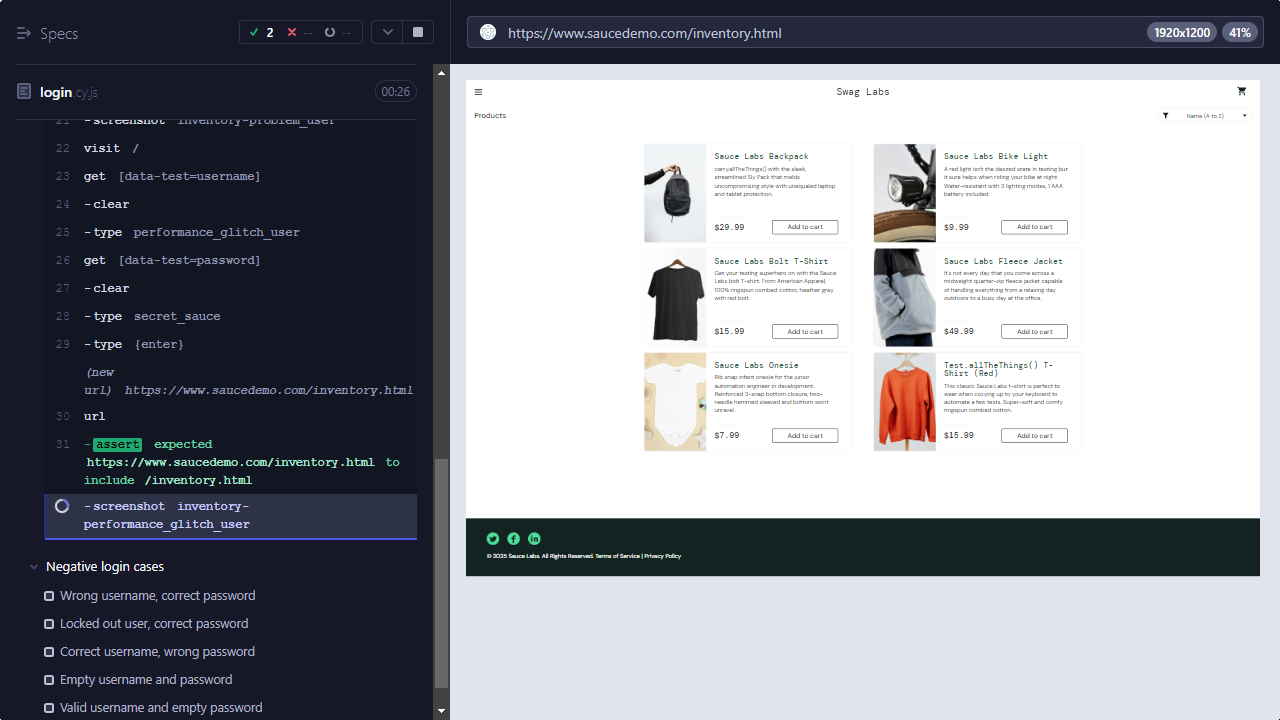 Specs
2
--
--
login.cy.js
00:26
21 -screenshot inventory-problem_user
22 visit /
23 get [data-test=username]
24 -clear
25 -type performance_glitch_user
26 get [data-test=password]
27 -clear
28 -type secret_sauce
29 -type {enter}
(new
url) https://www.saucedemo.com/inventory.html
30 url
31 -assert expected
https://www.saucedemo.com/inventory.html to
include /inventory.html
-screenshot inventory-
performance_glitch_user
Negative login cases
Wrong username, correct password
Locked out user, correct password
Correct username, wrong password
Empty username and password
Valid username and empty password
https://www.saucedemo.com/inventory.html
1920x1200
41%
Swag Labs
Products
Name (A to Z)
Sauce Labs Backpack
carry.allTheThings() with the sleek,
streamlined Sly Pack that melds
uncompromising style with unequaled laptop
and tablet protection.
$29.99
Add to cart
Sauce Labs Bike Light
A red light isn't the desired state in testing but
it sure helps when riding your bike at night.
Water-resistant with 3 lighting modes, 1 AAA
battery included.
$9.99
Add to cart
Sauce Labs Bolt T-Shirt
Get your testing superhero on with the Sauce
Labs bolt T-shirt. From American Apparel,
100% ringspun combed cotton, heather gray
with red bolt.
$15.99
Add to cart
Sauce Labs Fleece Jacket
It's not every day that you come across a
midweight quarter-zip fleece jacket capable
of handling everything from a relaxing day
outdoors to a busy day at the office.
$49.99
Add to cart
Sauce Labs Onesie
Rib snap infant onesie for the junior
automation engineer in development.
Reinforced 3-snap bottom closure, two-
needle hemmed sleeved and bottom won't
unravel.
$7.99
Add to cart
Test.allTheThings() T-
Shirt (Red)
This classic Sauce Labs t-shirt is perfect to
wear when cozying up to your keyboard to
automate a few tests. Super-soft and comfy
ringspun combed cotton.
$15.99
Add to cart
© 2025 Sauce Labs. All Rights Reserved. Terms of Service | Privacy Policy